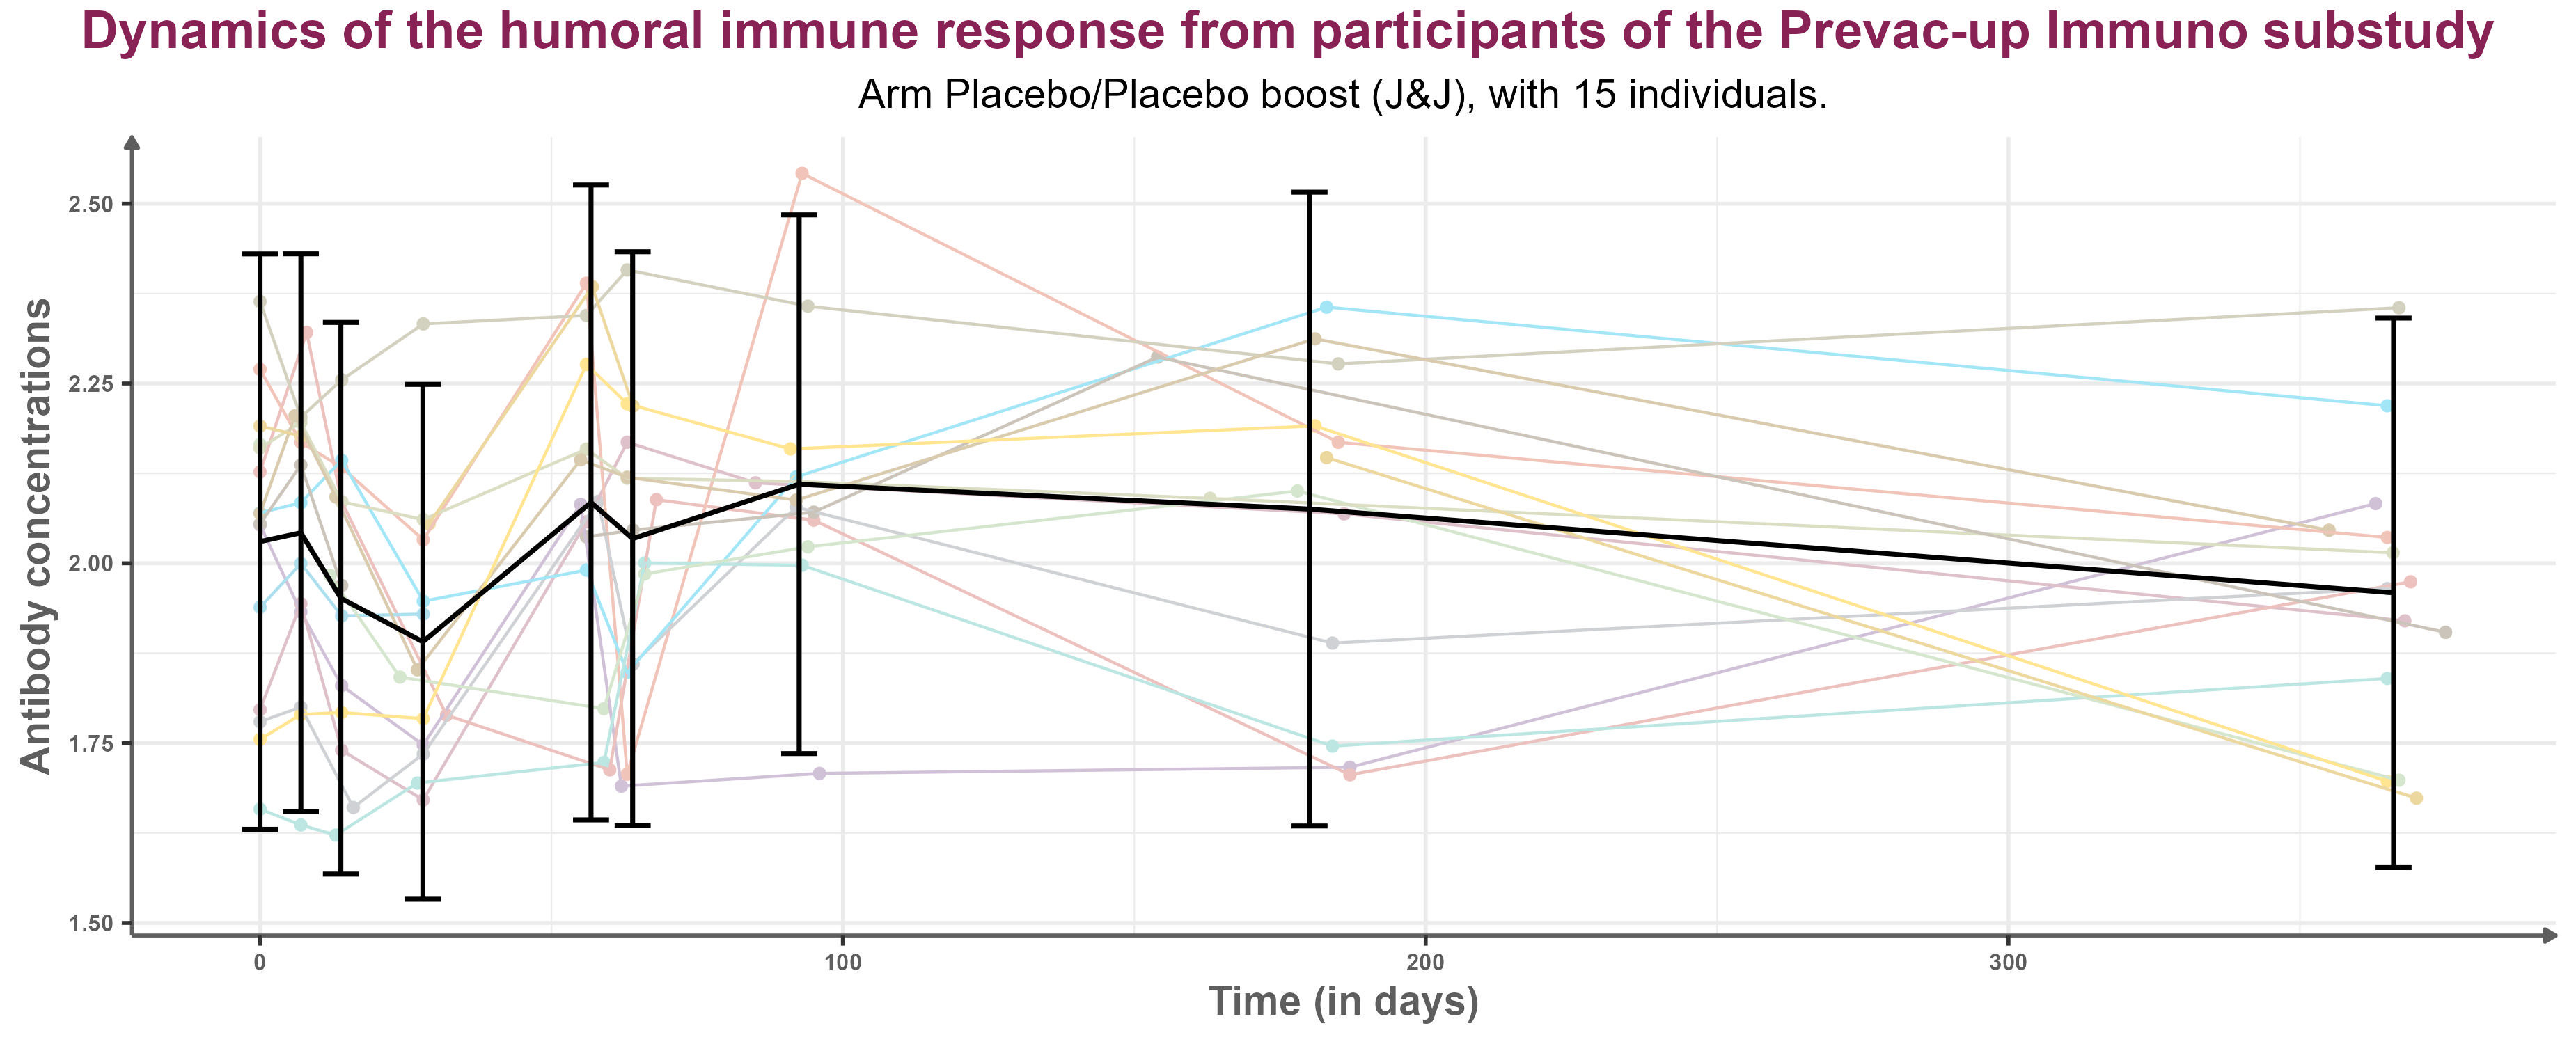 Dynamics of the humoral immune response from participants of the Prevac-up Immuno substudy
Arm Placebo/Placebo boost (J&J), with 15 individuals.
Antibody concentrations
2.50
2.25
2.00
1.75
1.50
0 100 200 300
Time (in days)